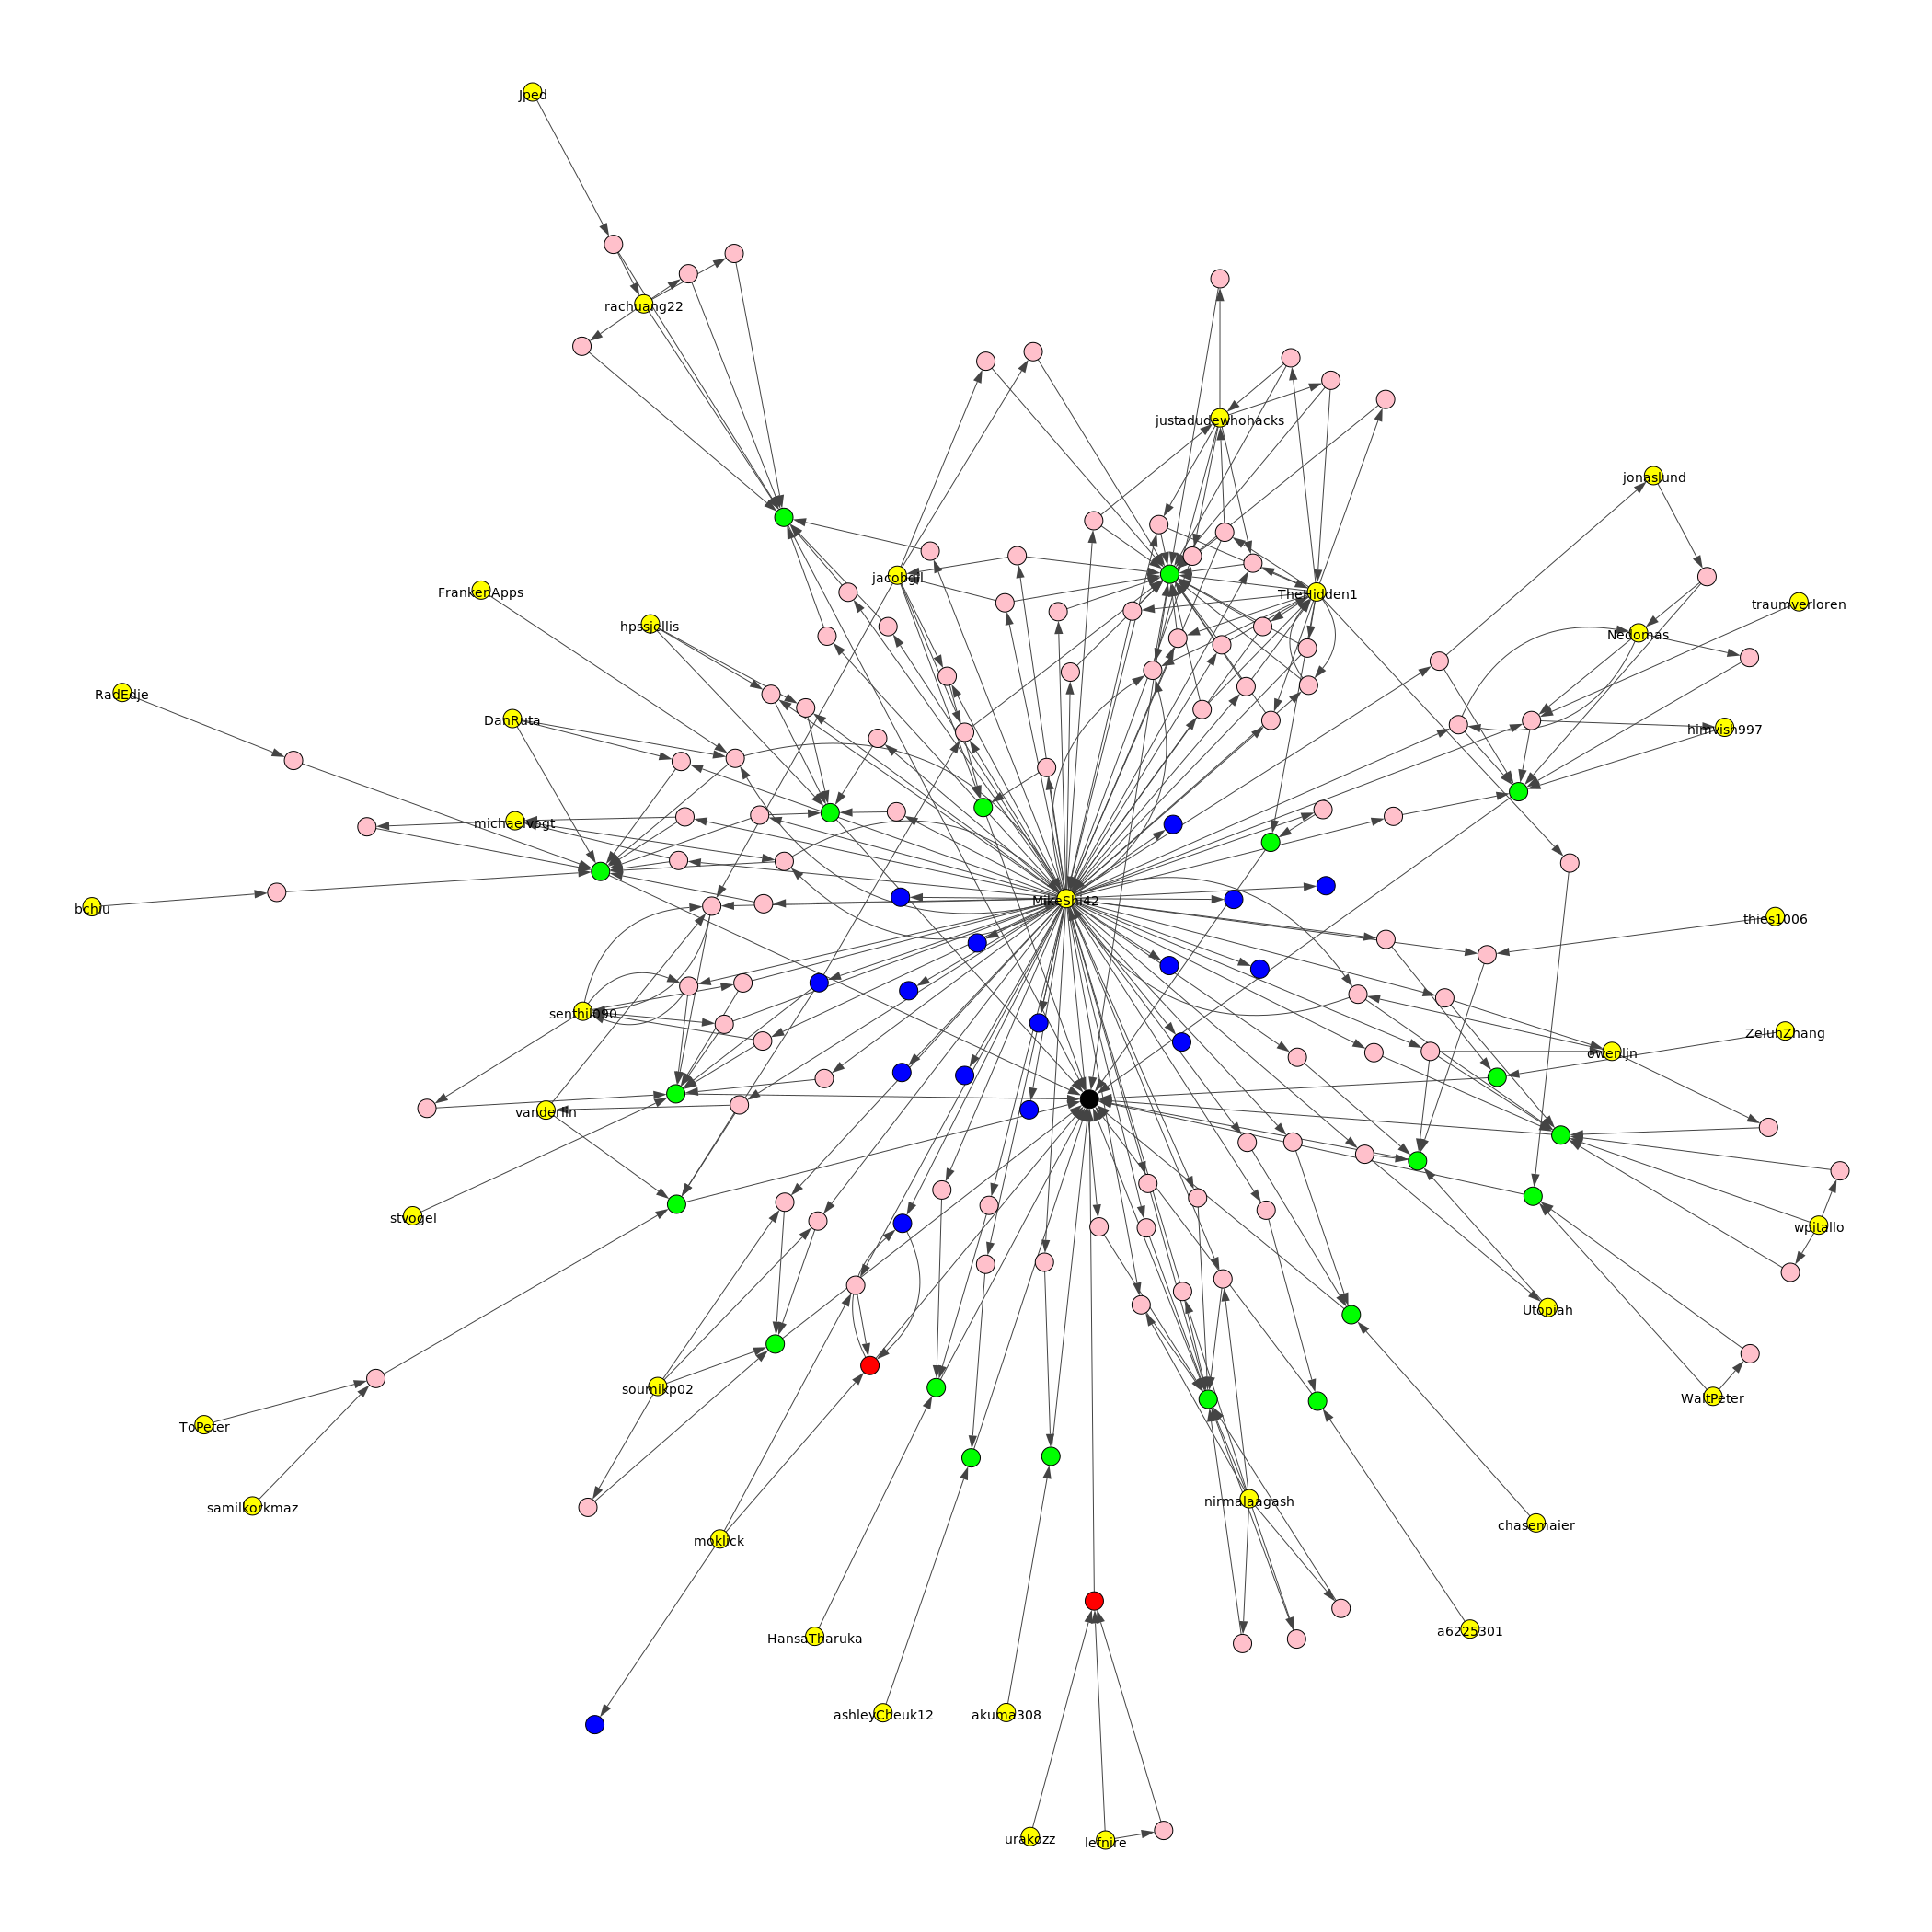 Jped
rachuang22
justadudewhohacks
jonaslund
jacobgil
FrankenApps
TheHidden1
traumverloren
hpssjellis
Nedomas
RadEdje
DanRuta
himvish997
michaelvogt
MikeShi42
bchiu
thies1006
senthil090
ZelunZhang
owenljn
vanderlin
stvogel
wpitallo
Utopiah
soumikp02
WaltPeter
ToPeter
samilkorkmaz
nirmalaagash
chasemaier
moklick
HansaTharuka
a6225301
ashleyCheuk12
akuma308
urakozz
lefnire